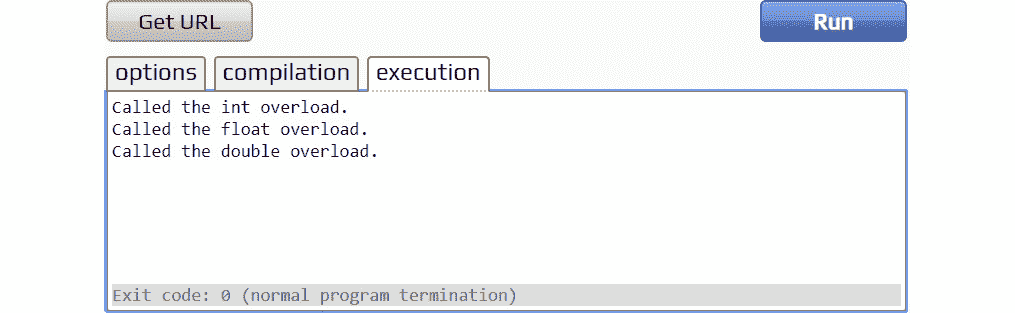 Get URL Run
options compilation execution
Called the int overload.
Called the float overload.
Called the double overload.
Exit code: 0 (normal program termination)